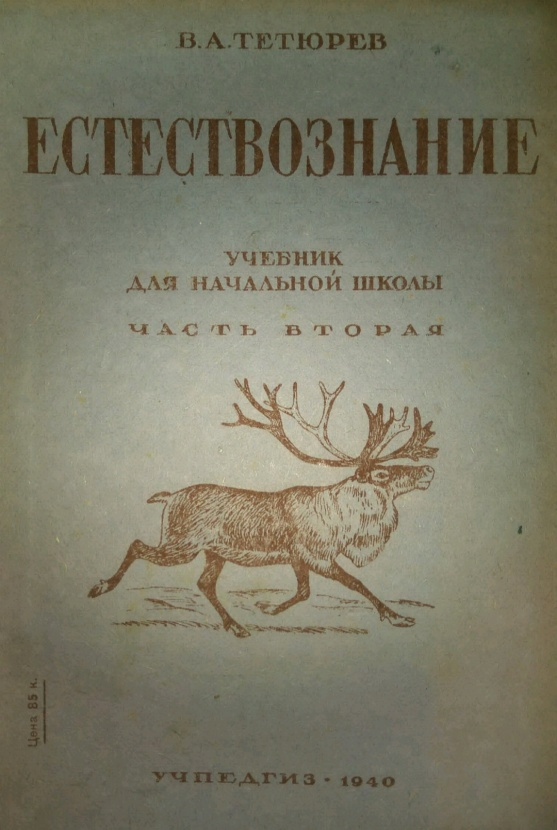 В.А.ТЕТЮРЕВ
ЕСТЕСТВОЗНАНИЕ
УЧЕБНИК
ДЛЯ НАЧАЛЬНОЙ ШКОЛЫ
ЧАСТЬ ВТОРАЯ
Цена 85 к.
УЧПЕДГИЗ · 1940